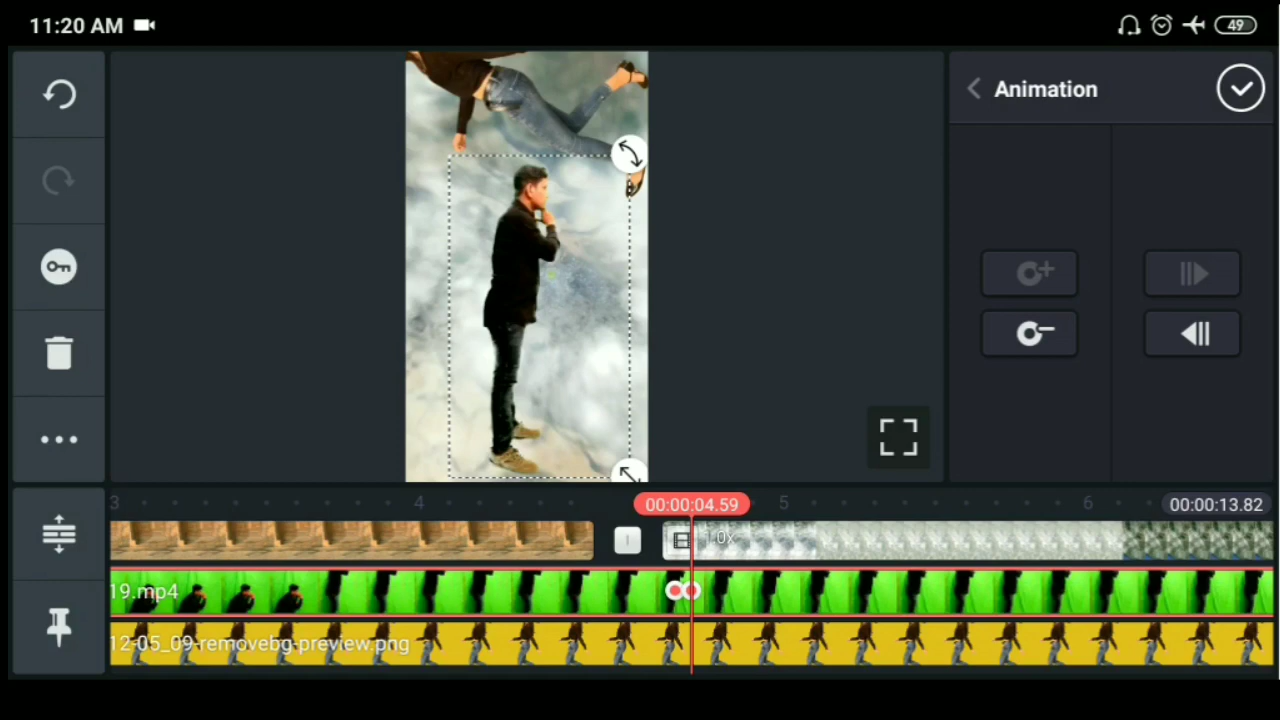 11:20 AM
49
Animation
3
4
00:00:04.59
5
6
00:00:13.82
1.0x
19.mp4
12-05_09-removebg-preview.png